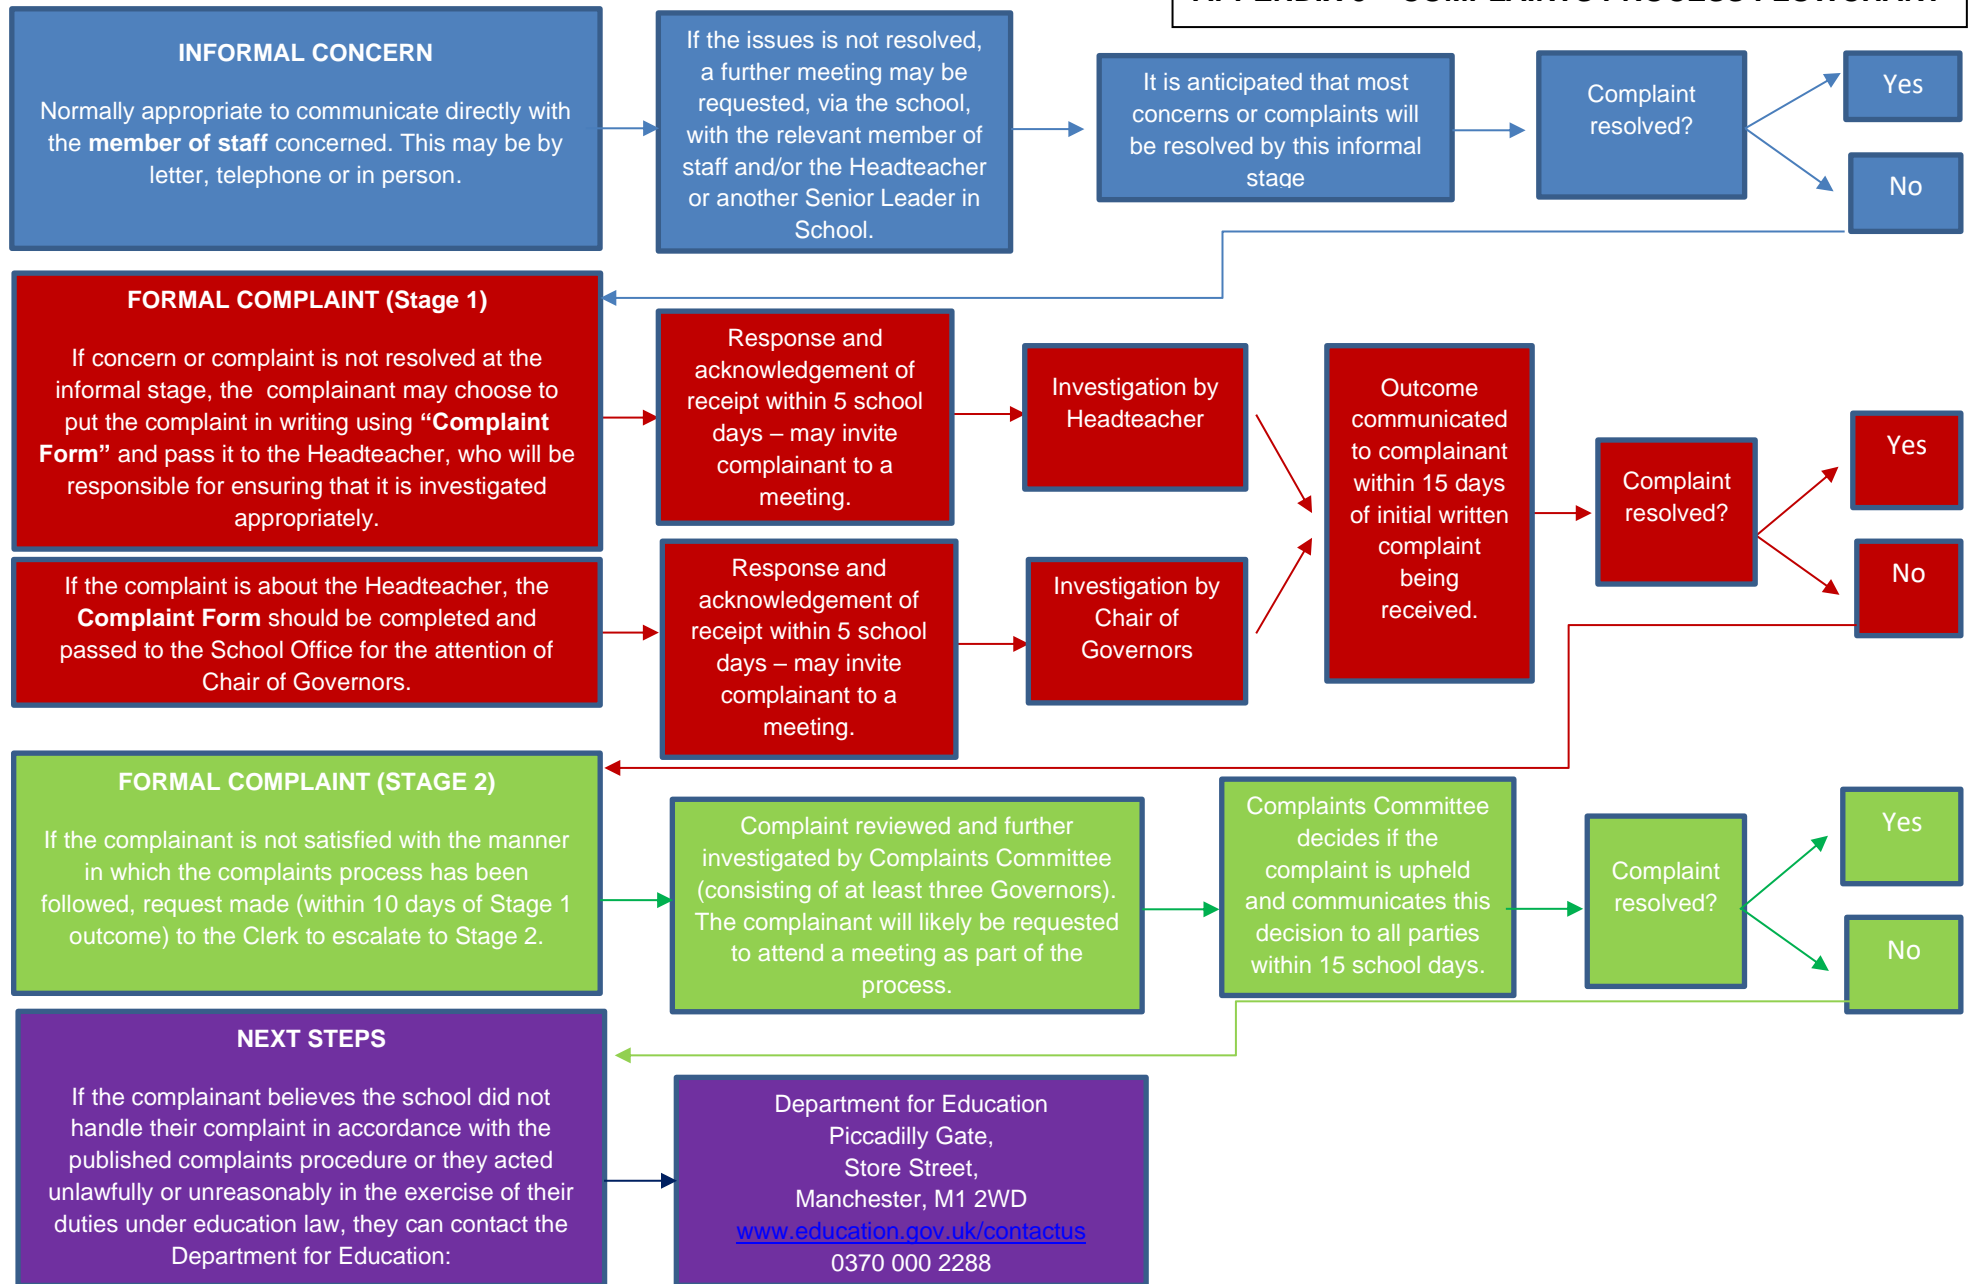 INFORMAL CONCERN
Normally appropriate to communicate directly with
the member of staff concerned. This may be by
letter, telephone or in person.
If the issues is not resolved,
a further meeting may be
requested, via the school,
with the relevant member of
staff and/or the Headteacher
or another Senior Leader in
School.
It is anticipated that most
concerns or complaints will
be resolved by this informal
stage
Complaint
resolved?
Yes
No
FORMAL COMPLAINT (Stage 1)
If concern or complaint is not resolved at the
informal stage, the complainant may choose to
put the complaint in writing using “Complaint
Form” and pass it to the Headteacher, who will be
responsible for ensuring that it is investigated
appropriately.
Response and
acknowledgement of
receipt within 5 school
days – may invite
complainant to a
meeting.
Investigation by
Headteacher
If the complaint is about the Headteacher, the
Complaint Form should be completed and
passed to the School Office for the attention of
Chair of Governors.
Response and
acknowledgement of
receipt within 5 school
days – may invite
complainant to a
meeting.
Investigation by
Chair of
Governors
Outcome
communicated
to complainant
within 15 days
of initial written
complaint
being
received.
Complaint
resolved?
Yes
No
FORMAL COMPLAINT (STAGE 2)
If the complainant is not satisfied with the manner
in which the complaints process has been
followed, request made (within 10 days of Stage 1
outcome) to the Clerk to escalate to Stage 2.
Complaint reviewed and further
investigated by Complaints Committee
(consisting of at least three Governors).
The complainant will likely be requested
to attend a meeting as part of the
process.
Complaints Committee
decides if the
complaint is upheld
and communicates this
decision to all parties
within 15 school days.
Complaint
resolved?
Yes
No
NEXT STEPS
If the complainant believes the school did not
handle their complaint in accordance with the
published complaints procedure or they acted
unlawfully or unreasonably in the exercise of their
duties under education law, they can contact the
Department for Education:
Department for Education
Piccadilly Gate,
Store Street,
Manchester, M1 2WD
www.education.gov.uk/contactus
0370 000 2288